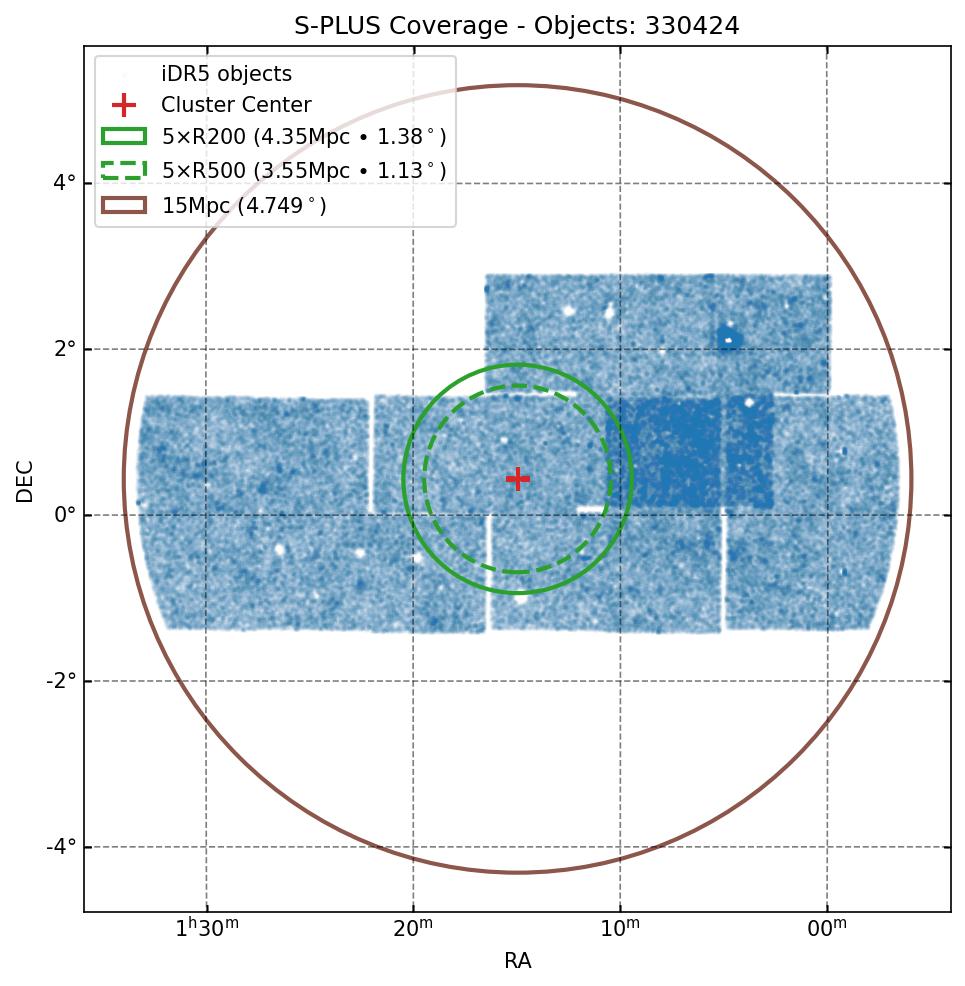 S-PLUS Coverage - Objects: 330424
iDR5 objects
Cluster Center
5×R200 (4.35Mpc • 1.38°)
5×R500 (3.55Mpc • 1.13°)
15Mpc (4.749°)
4°
2°
0°
-2°
-4°
DEC
1ʰ30ᵐ 20ᵐ 10ᵐ 00ᵐ
RA